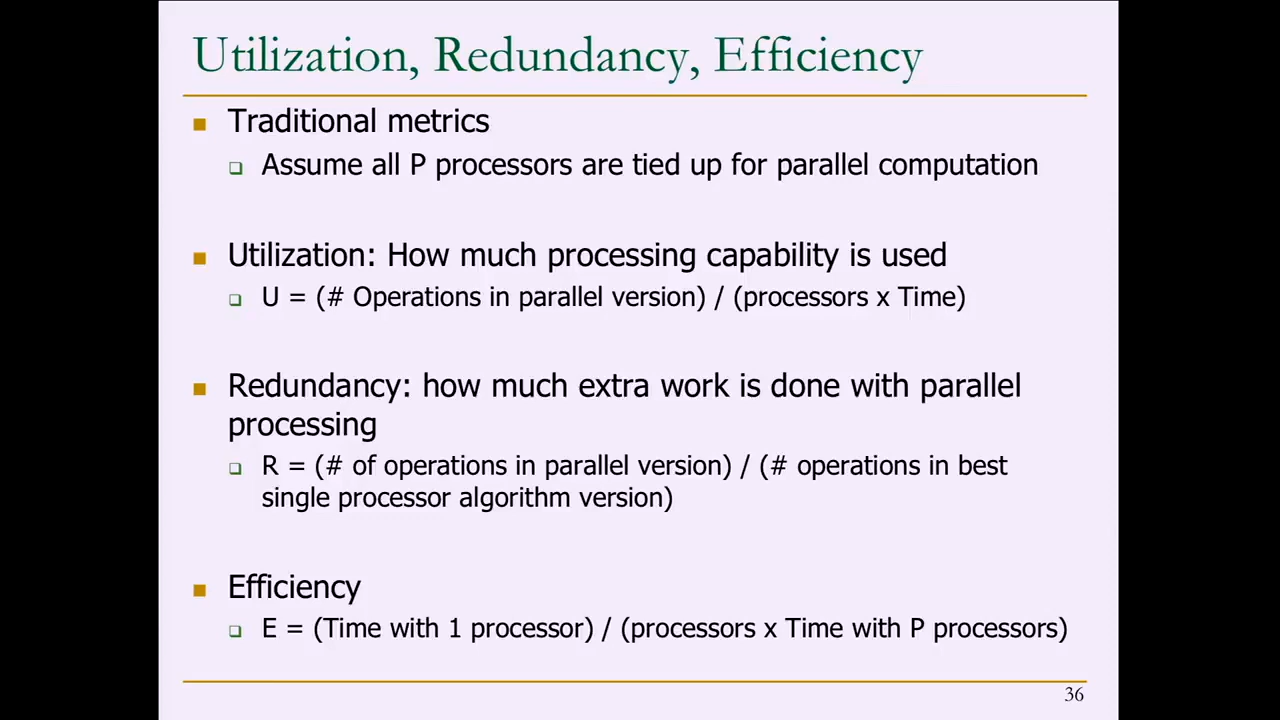 Utilization, Redundancy, Efficiency
Traditional metrics
Assume all P processors are tied up for parallel computation
Utilization: How much processing capability is used
U = (# Operations in parallel version) / (processors x Time)
Redundancy: how much extra work is done with parallel
processing
R = (# of operations in parallel version) / (# operations in best
single processor algorithm version)
Efficiency
E = (Time with 1 processor) / (processors x Time with P processors)
36